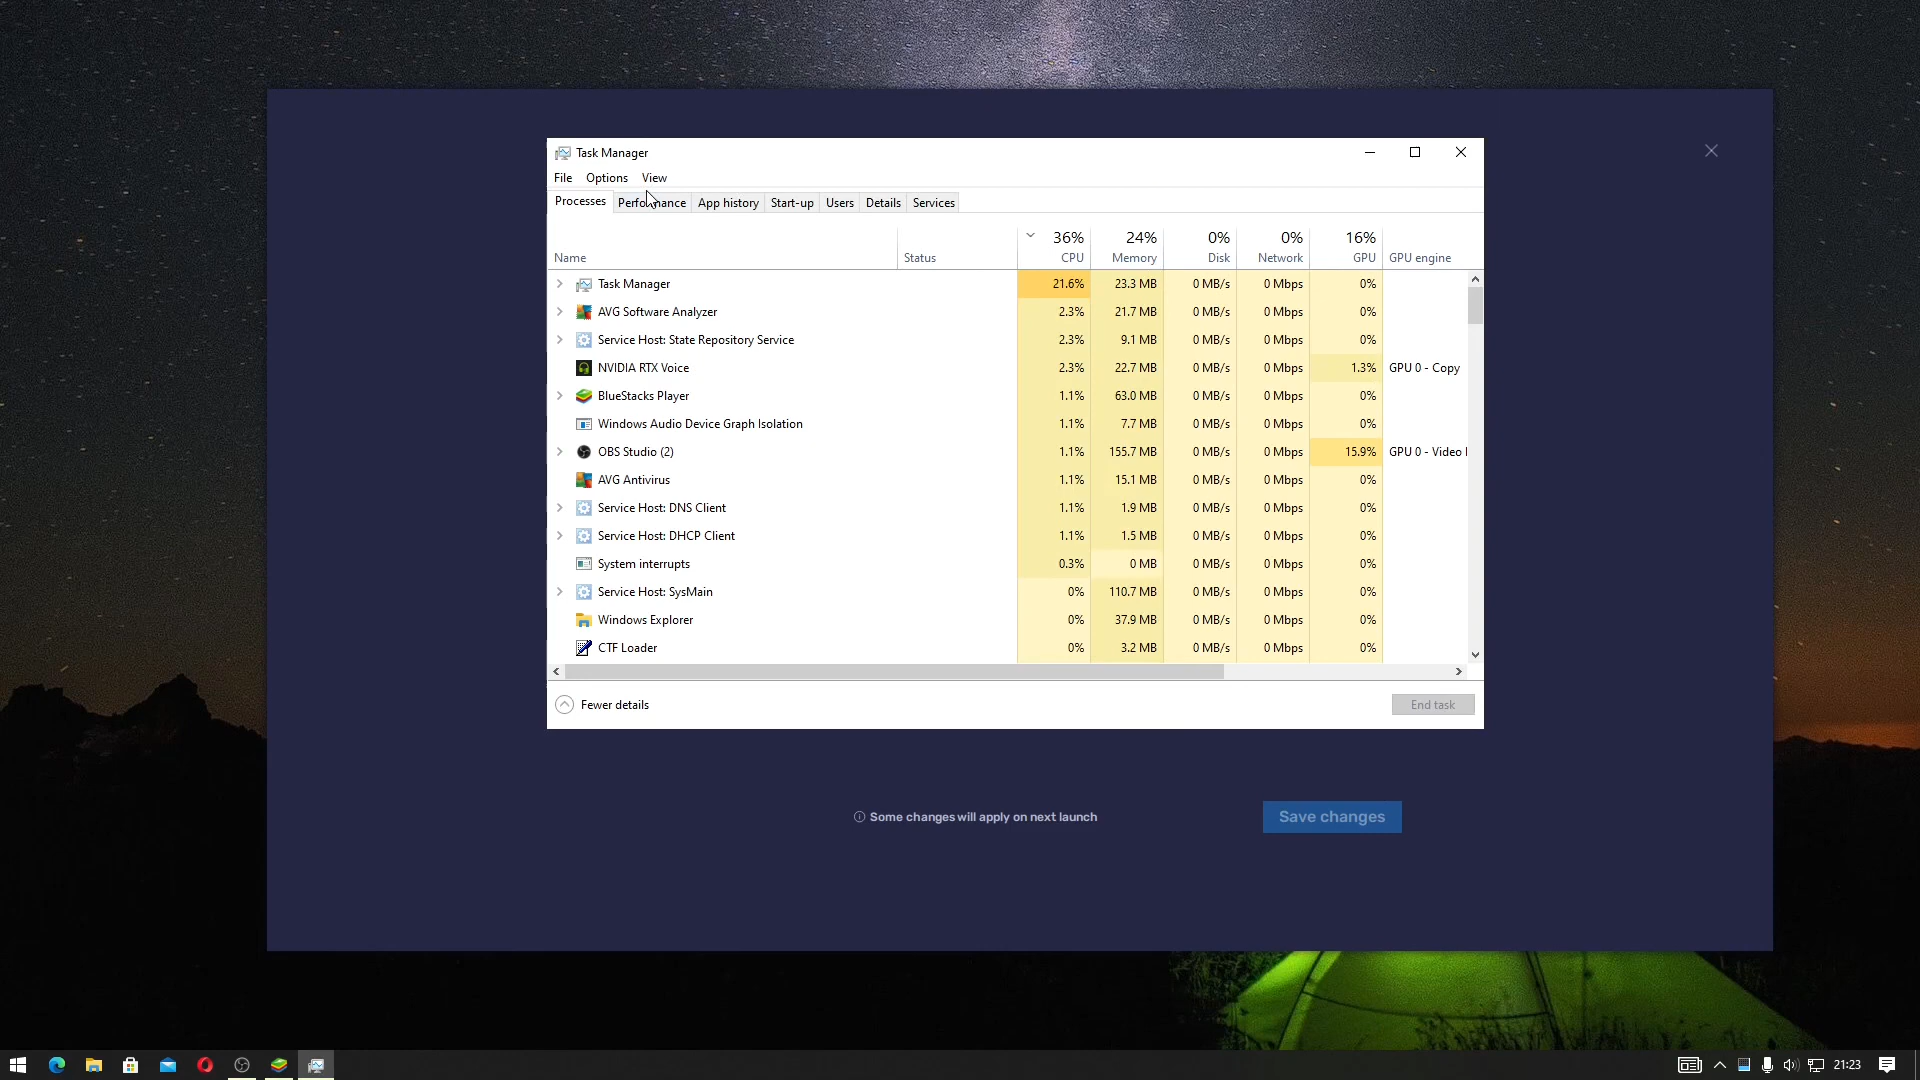 Task Manager
File Options View
Processes Performance App history Start-up Users Details Services
36% 24% 0% 0% 16%
Name Status CPU Memory Disk Network GPU GPU engine
Task Manager 21.6% 23.3 MB 0 MB/s 0 Mbps 0%
AVG Software Analyzer 2.3% 21.7 MB 0 MB/s 0 Mbps 0%
Service Host: State Repository Service 2.3% 9.1 MB 0 MB/s 0 Mbps 0%
NVIDIA RTX Voice 2.3% 22.7 MB 0 MB/s 0 Mbps 1.3% GPU 0 - Copy
BlueStacks Player 1.1% 63.0 MB 0 MB/s 0 Mbps 0%
Windows Audio Device Graph Isolation 1.1% 7.7 MB 0 MB/s 0 Mbps 0%
OBS Studio (2) 1.1% 155.7 MB 0 MB/s 0 Mbps 15.9% GPU 0 - Video
AVG Antivirus 1.1% 15.1 MB 0 MB/s 0 Mbps 0%
Service Host: DNS Client 1.1% 1.9 MB 0 MB/s 0 Mbps 0%
Service Host: DHCP Client 1.1% 1.5 MB 0 MB/s 0 Mbps 0%
System interrupts 0.3% 0 MB 0 MB/s 0 Mbps 0%
Service Host: SysMain 0% 110.7 MB 0 MB/s 0 Mbps 0%
Windows Explorer 0% 37.9 MB 0 MB/s 0 Mbps 0%
CTF Loader 0% 3.2 MB 0 MB/s 0 Mbps 0%
Fewer details End task
Some changes will apply on next launch Save changes
21:23